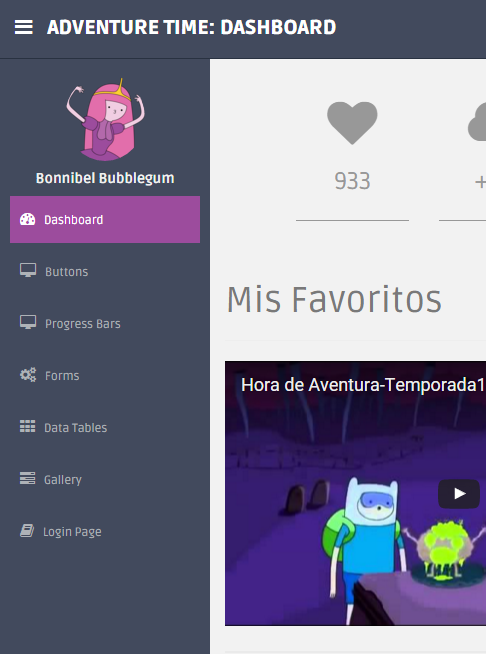 ADVENTURE TIME: DASHBOARD
Bonnibel Bubblegum
Dashboard
Buttons
Progress Bars
Forms
Data Tables
Gallery
Login Page
933
+
Mis Favoritos
Hora de Aventura-Temporada1